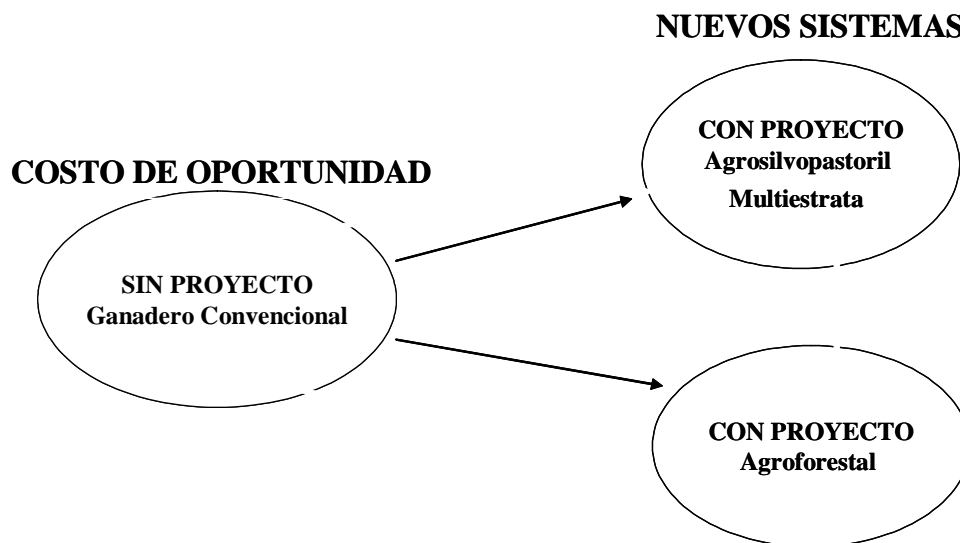 NUEVOS SISTEMAS
CON PROYECTO
Agrosilvopastoril
Multiestrata
COSTO DE OPORTUNIDAD
SIN PROYECTO
Ganadero Convencional
CON PROYECTO
Agroforestal